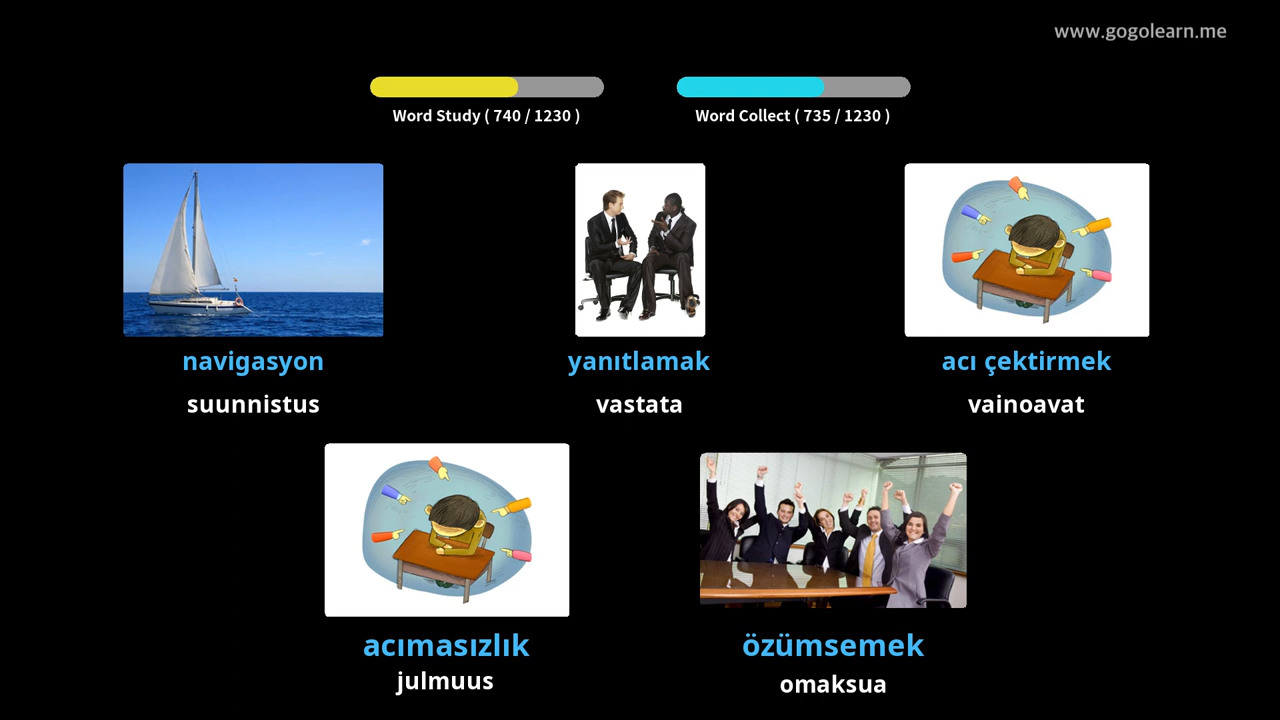 www.gogolearn.me
Word Study ( 740 / 1230 )
Word Collect ( 735 / 1230 )
navigasyon
yanıtlamak
acı çektirmek
suunnistus
vastata
vainoavat
acımasızlık
özümsemek
julmuus
omaksua